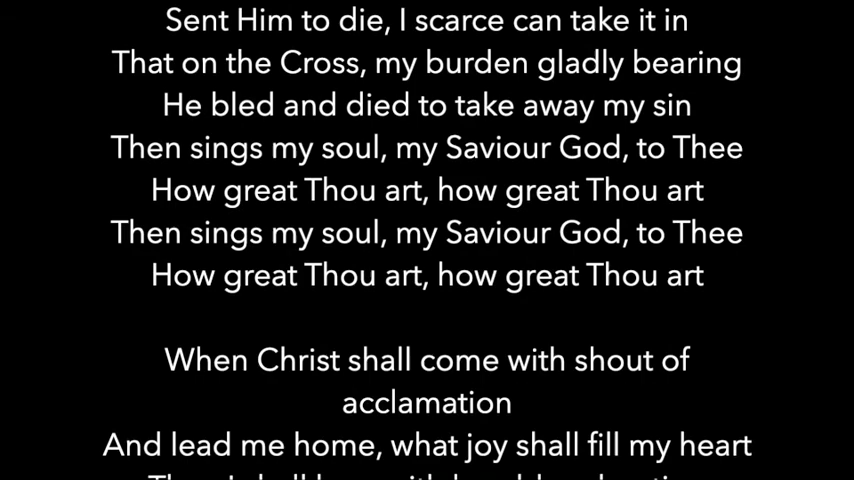 Sent Him to die, I scarce can take it in
That on the Cross, my burden gladly bearing
He bled and died to take away my sin
Then sings my soul, my Saviour God, to Thee
How great Thou art, how great Thou art
Then sings my soul, my Saviour God, to Thee
How great Thou art, how great Thou art
When Christ shall come with shout of
acclamation
And lead me home, what joy shall fill my heart